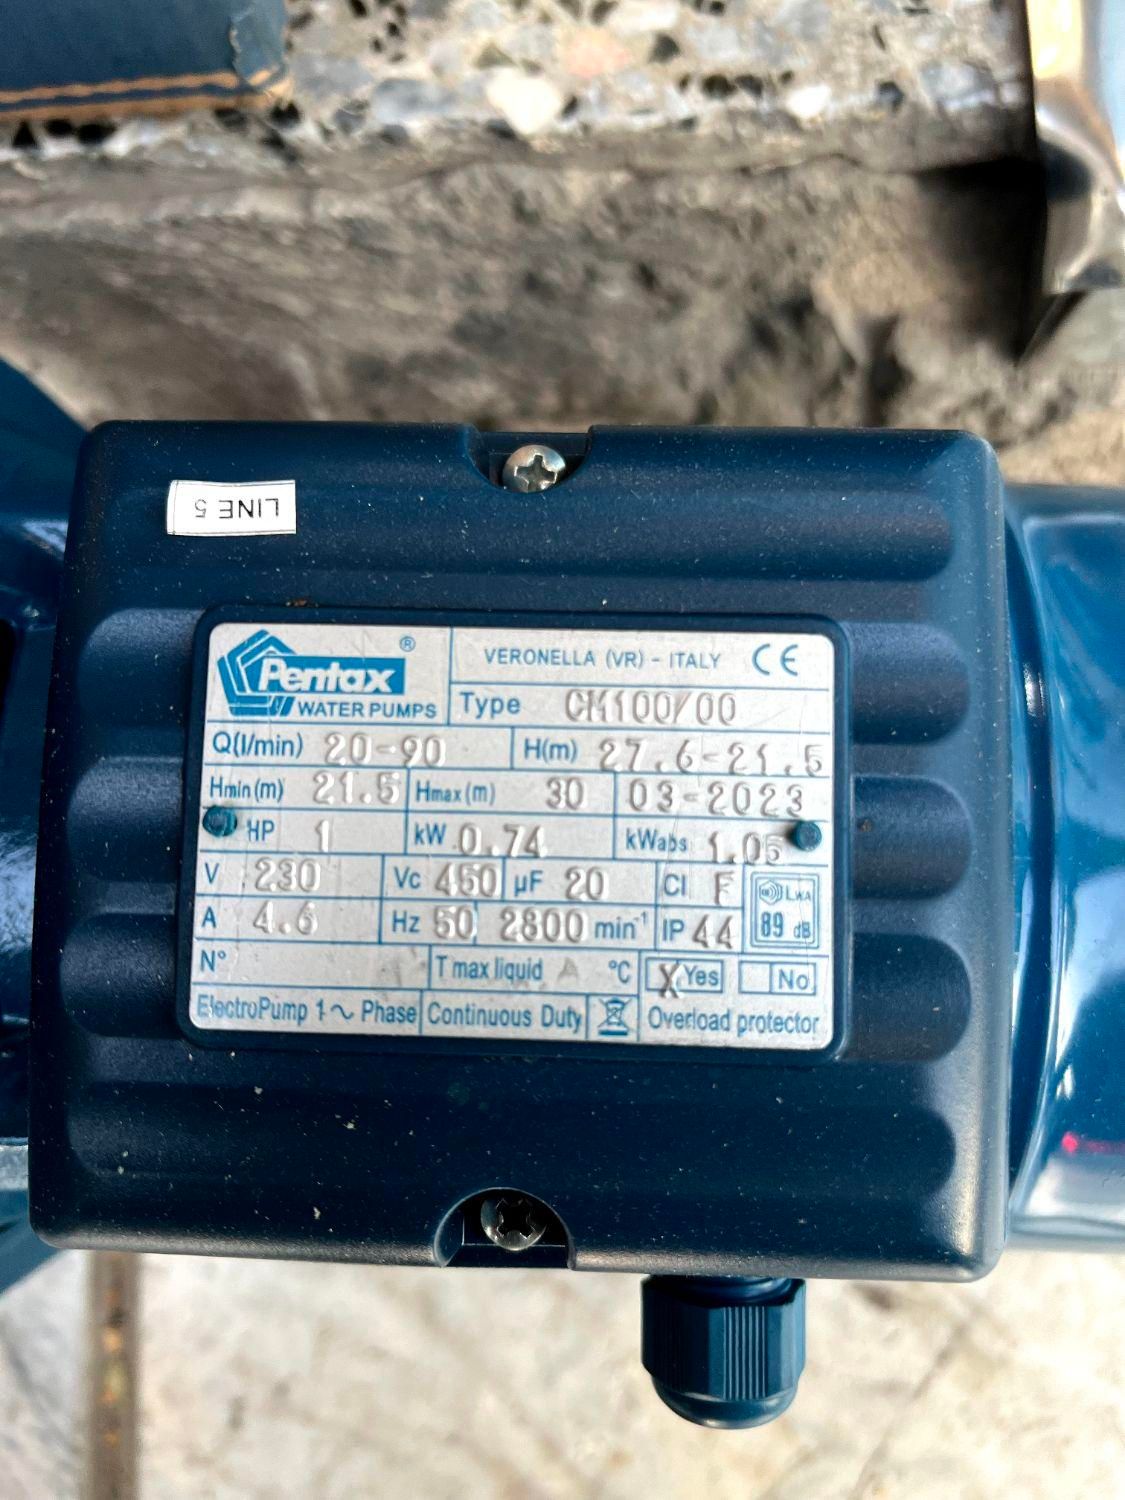 LINE 5
Pentax ®
WATER PUMPS
VERONELLA (VR) - ITALY CE
Type CM100/00
Q(l/min) 20-90 H(m) 27.6-21.5
Hmin(m) 21.5 Hmax(m) 30 03-2023
HP 1 kW 0.74 kWabs 1.05
V 230 Vc 450 µF 20 Cl F LWA
A 4.6 Hz 50 2800 min-1 IP 44 89 dB
N° T max liquid °C X Yes No
ElectroPump 1~ Phase Continuous Duty Overload protector